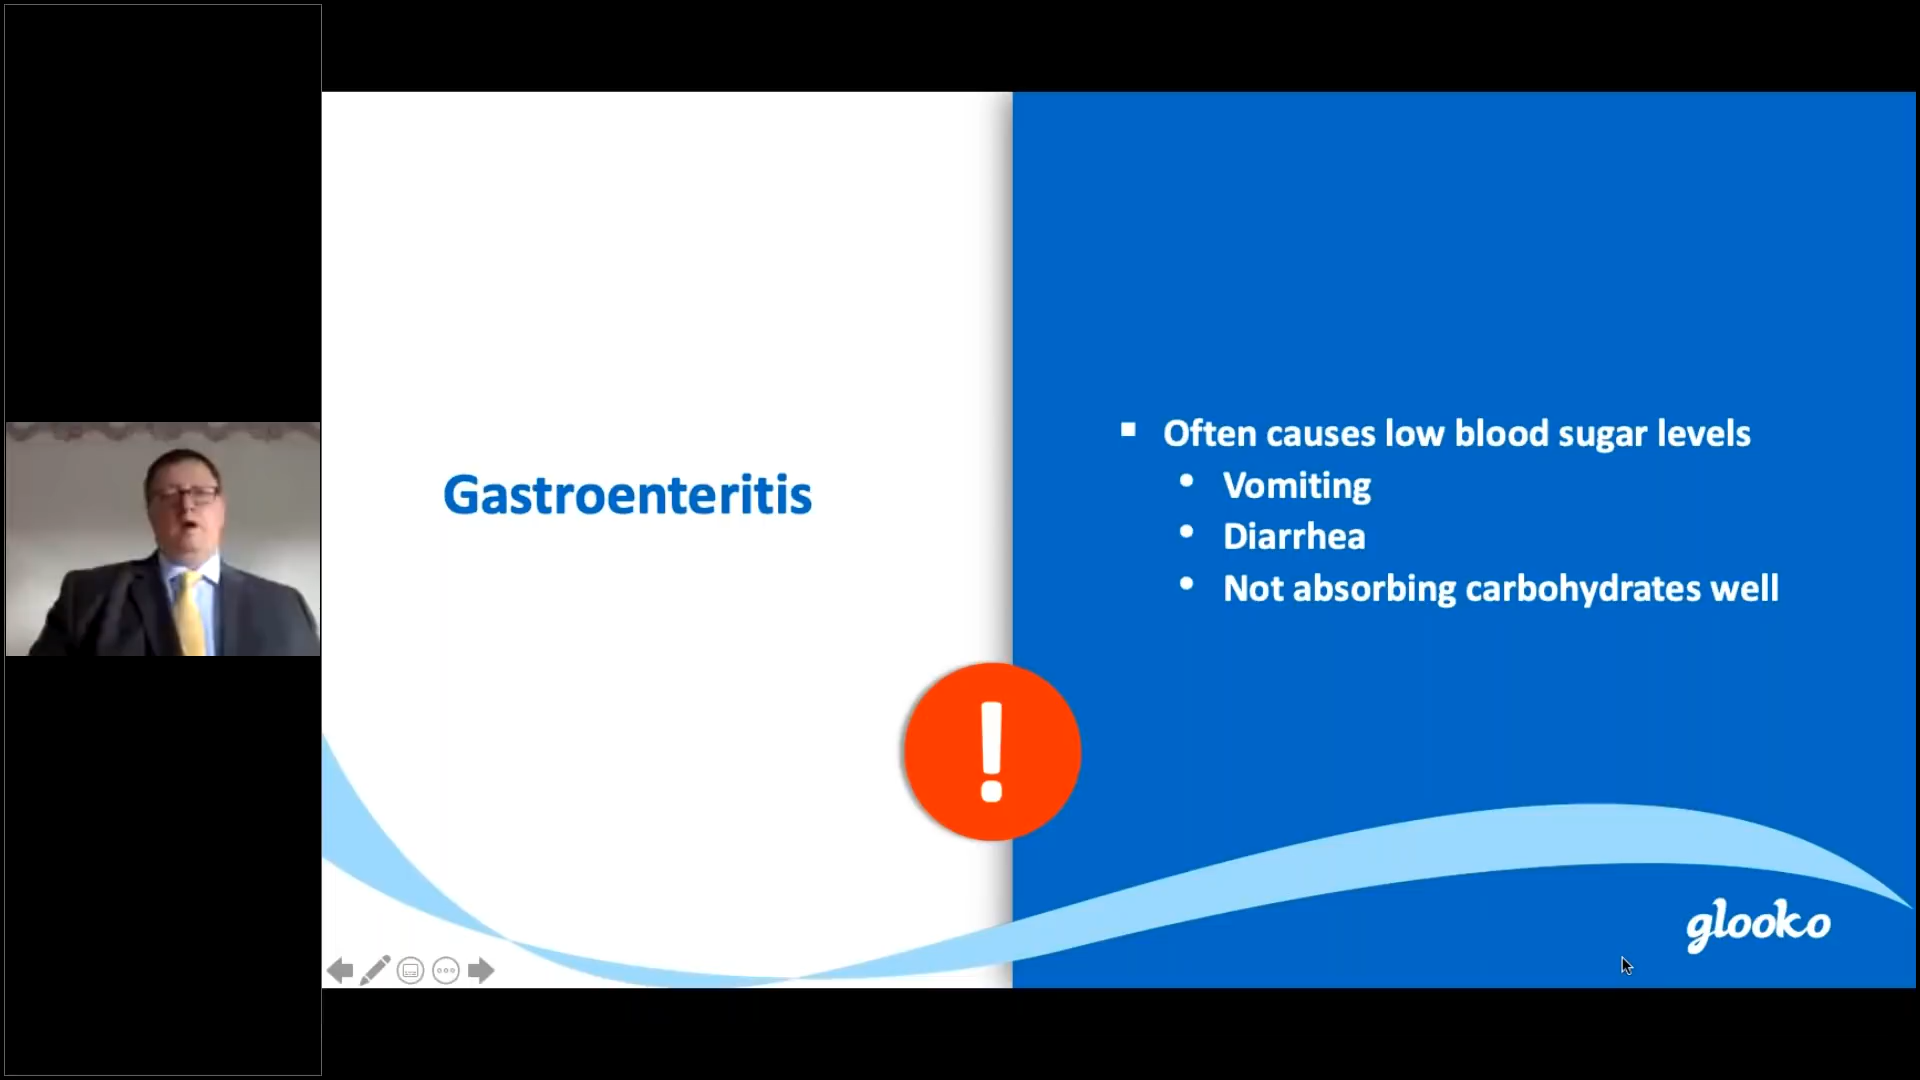 Gastroenteritis
Often causes low blood sugar levels
Vomiting
Diarrhea
Not absorbing carbohydrates well
!
glooko